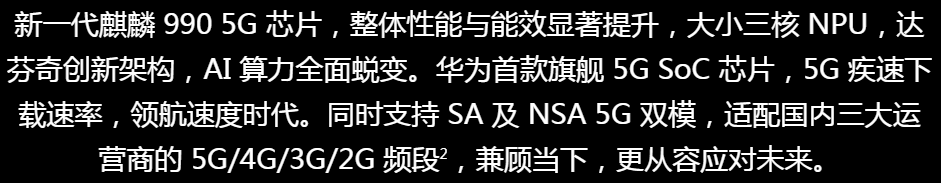 新一代麒麟 990 5G 芯片，整体性能与能效显著提升，大小三核 NPU，达
芬奇创新架构，AI 算力全面蜕变。华为首款旗舰 5G SoC 芯片，5G 疾速下
载速率，领航速度时代。同时支持 SA 及 NSA 5G 双模，适配国内三大运
营商的 5G/4G/3G/2G 频段²，兼顾当下，更从容应对未来。